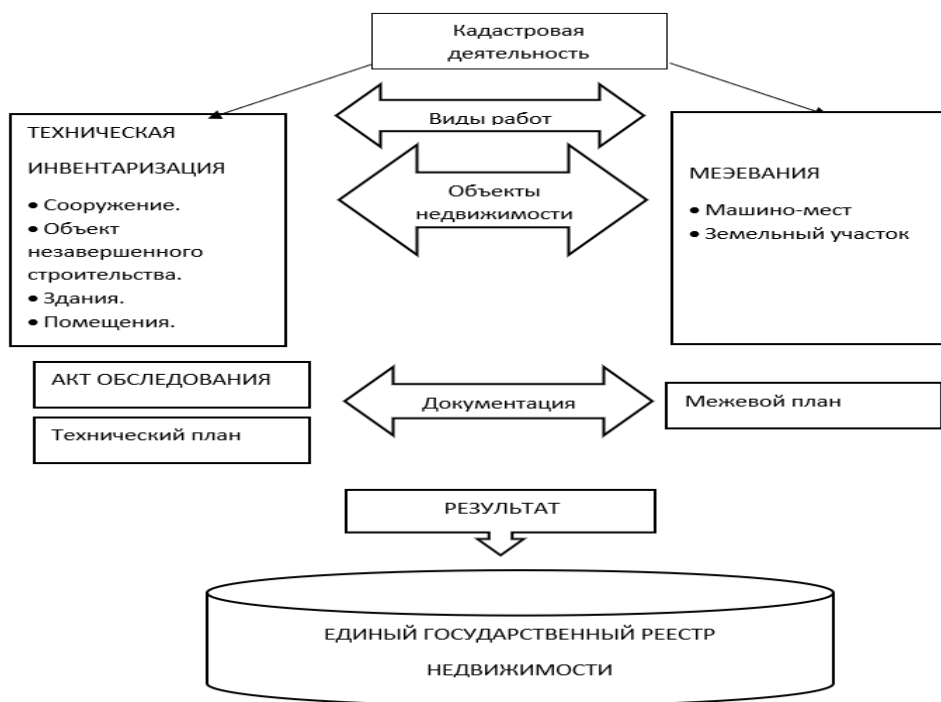 Кадастровая
деятельность
Виды работ
ТЕХНИЧЕСКАЯ
ИНВЕНТАРИЗАЦИЯ
• Сооружение.
• Объект
незавершенного
строительства.
• Здания.
• Помещения.
Объекты
недвижимости
МЕЭЕВАНИЯ
• Машино-мест
• Земельный участок
АКТ ОБСЛЕДОВАНИЯ
Технический план
Документация
Межевой план
РЕЗУЛЬТАТ
ЕДИНЫЙ ГОСУДАРСТВЕННЫЙ РЕЕСТР
НЕДВИЖИМОСТИ